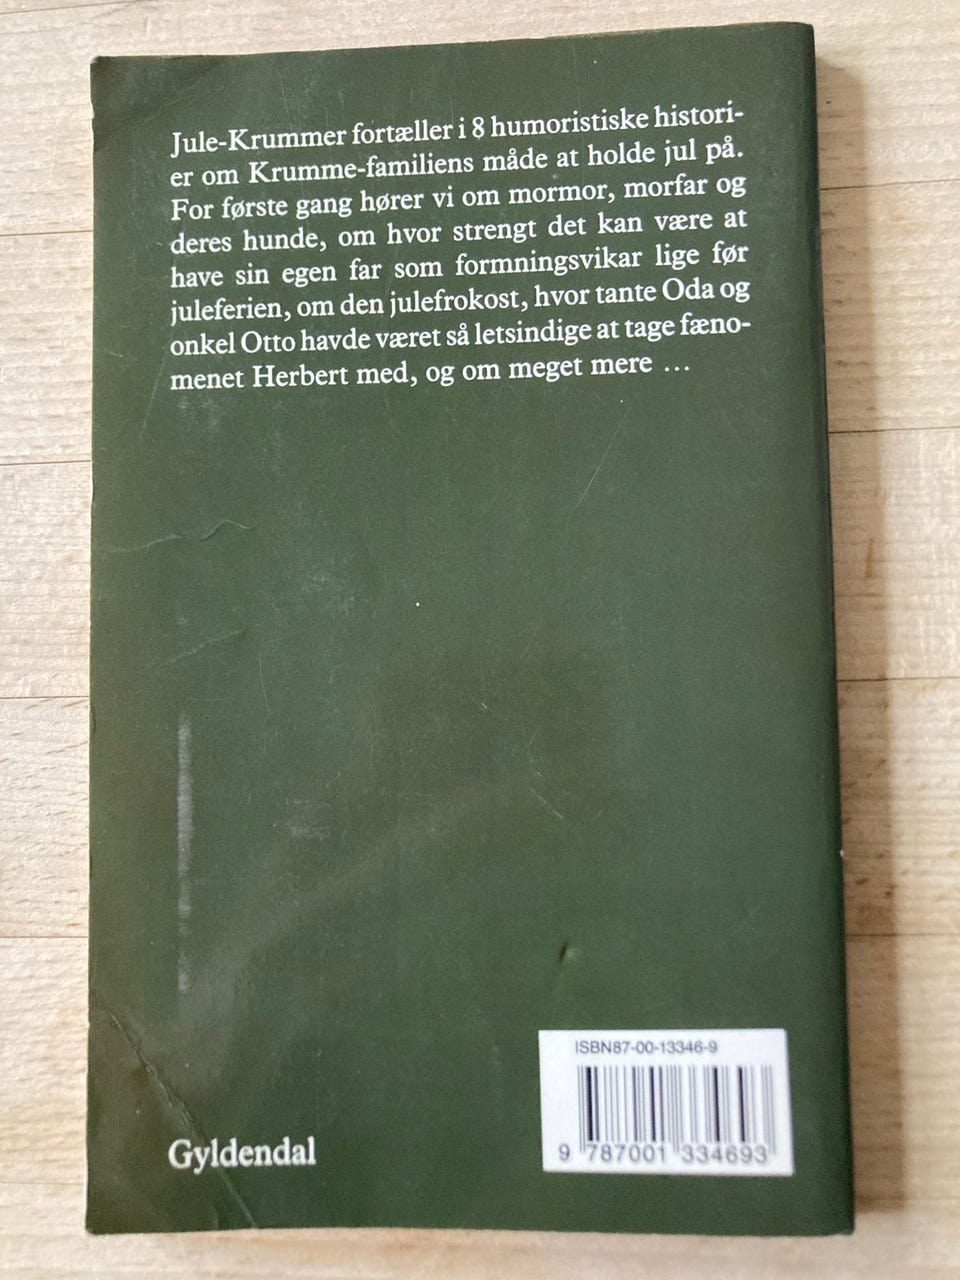 Jule-Krummer fortæller i 8 humoristiske histori-
er om Krumme-familiens måde at holde jul på.
For første gang hører vi om mormor, morfar og
deres hunde, om hvor strengt det kan være at
have sin egen far som formningsvikar lige før
juleferien, om den julefrokost, hvor tante Oda og
onkel Otto havde været så letsindige at tage fæno-
menet Herbert med, og om meget mere ...
ISBN87-00-13346-9
9 787001 334693
Gyldendal